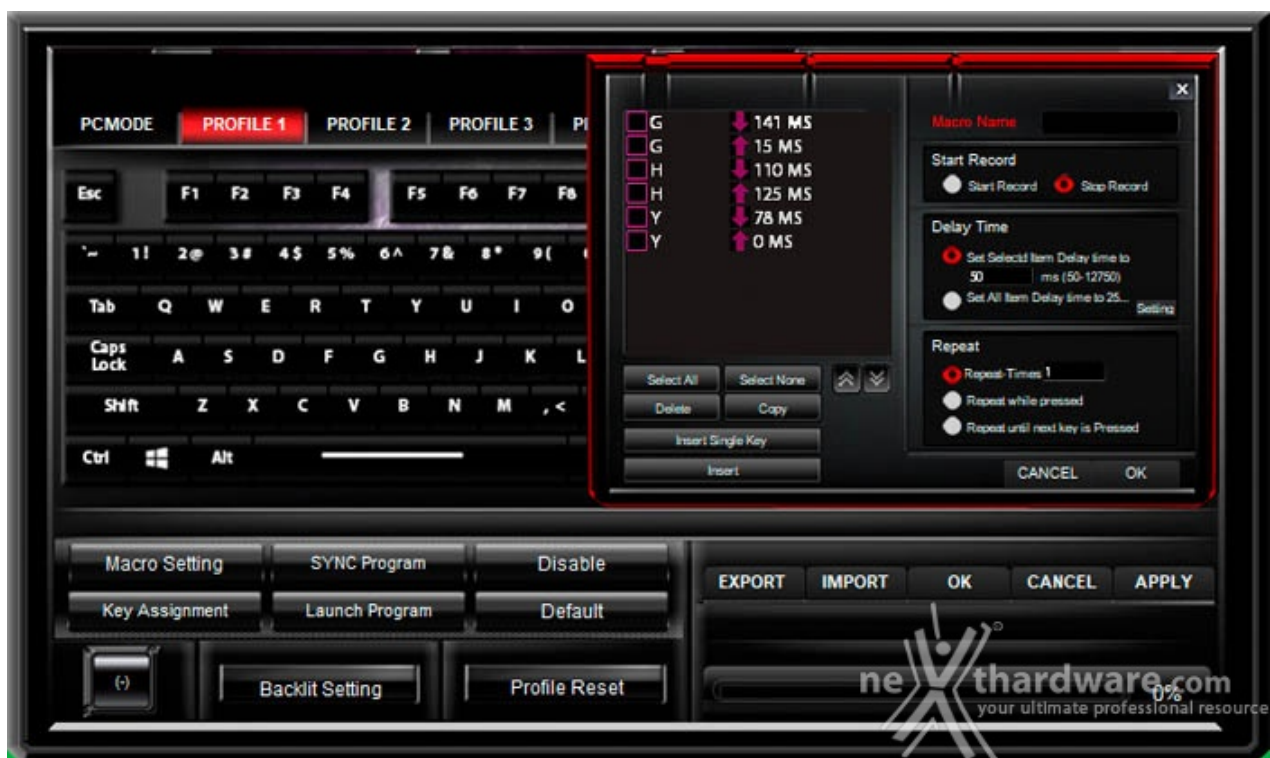 PCMODE PROFILE 1 PROFILE 2 PROFILE 3
Esc F1 F2 F3 F4 F5 F6 F7 F8
`~ 1! 2@ 3# 4$ 5% 6^ 7& 8* 9(
Tab Q W E R T Y U I O
Caps Lock A S D F G H J K L
Shift Z X C V B N M ,<
Ctrl Alt
G 141 MS
G 15 MS
H 110 MS
H 125 MS
Y 78 MS
Y 0 MS
Select All Select None
Delete Copy
Insert Single Key
Insert
X
Macro Name
Start Record
Start Record Stop Record
Delay Time
Set Selectd Item Delay time to
50 ms (50-12750)
Set All Item Delay time to 25...
Setting
Repeat
Repeat-Times 1
Repeat while pressed
Repeat until next key is Pressed
CANCEL OK
Macro Setting SYNC Program Disable
Key Assignment Launch Program Default
(-) Backlit Setting Profile Reset
EXPORT IMPORT OK CANCEL APPLY
0%
nexthardware.com
your ultimate professional resource